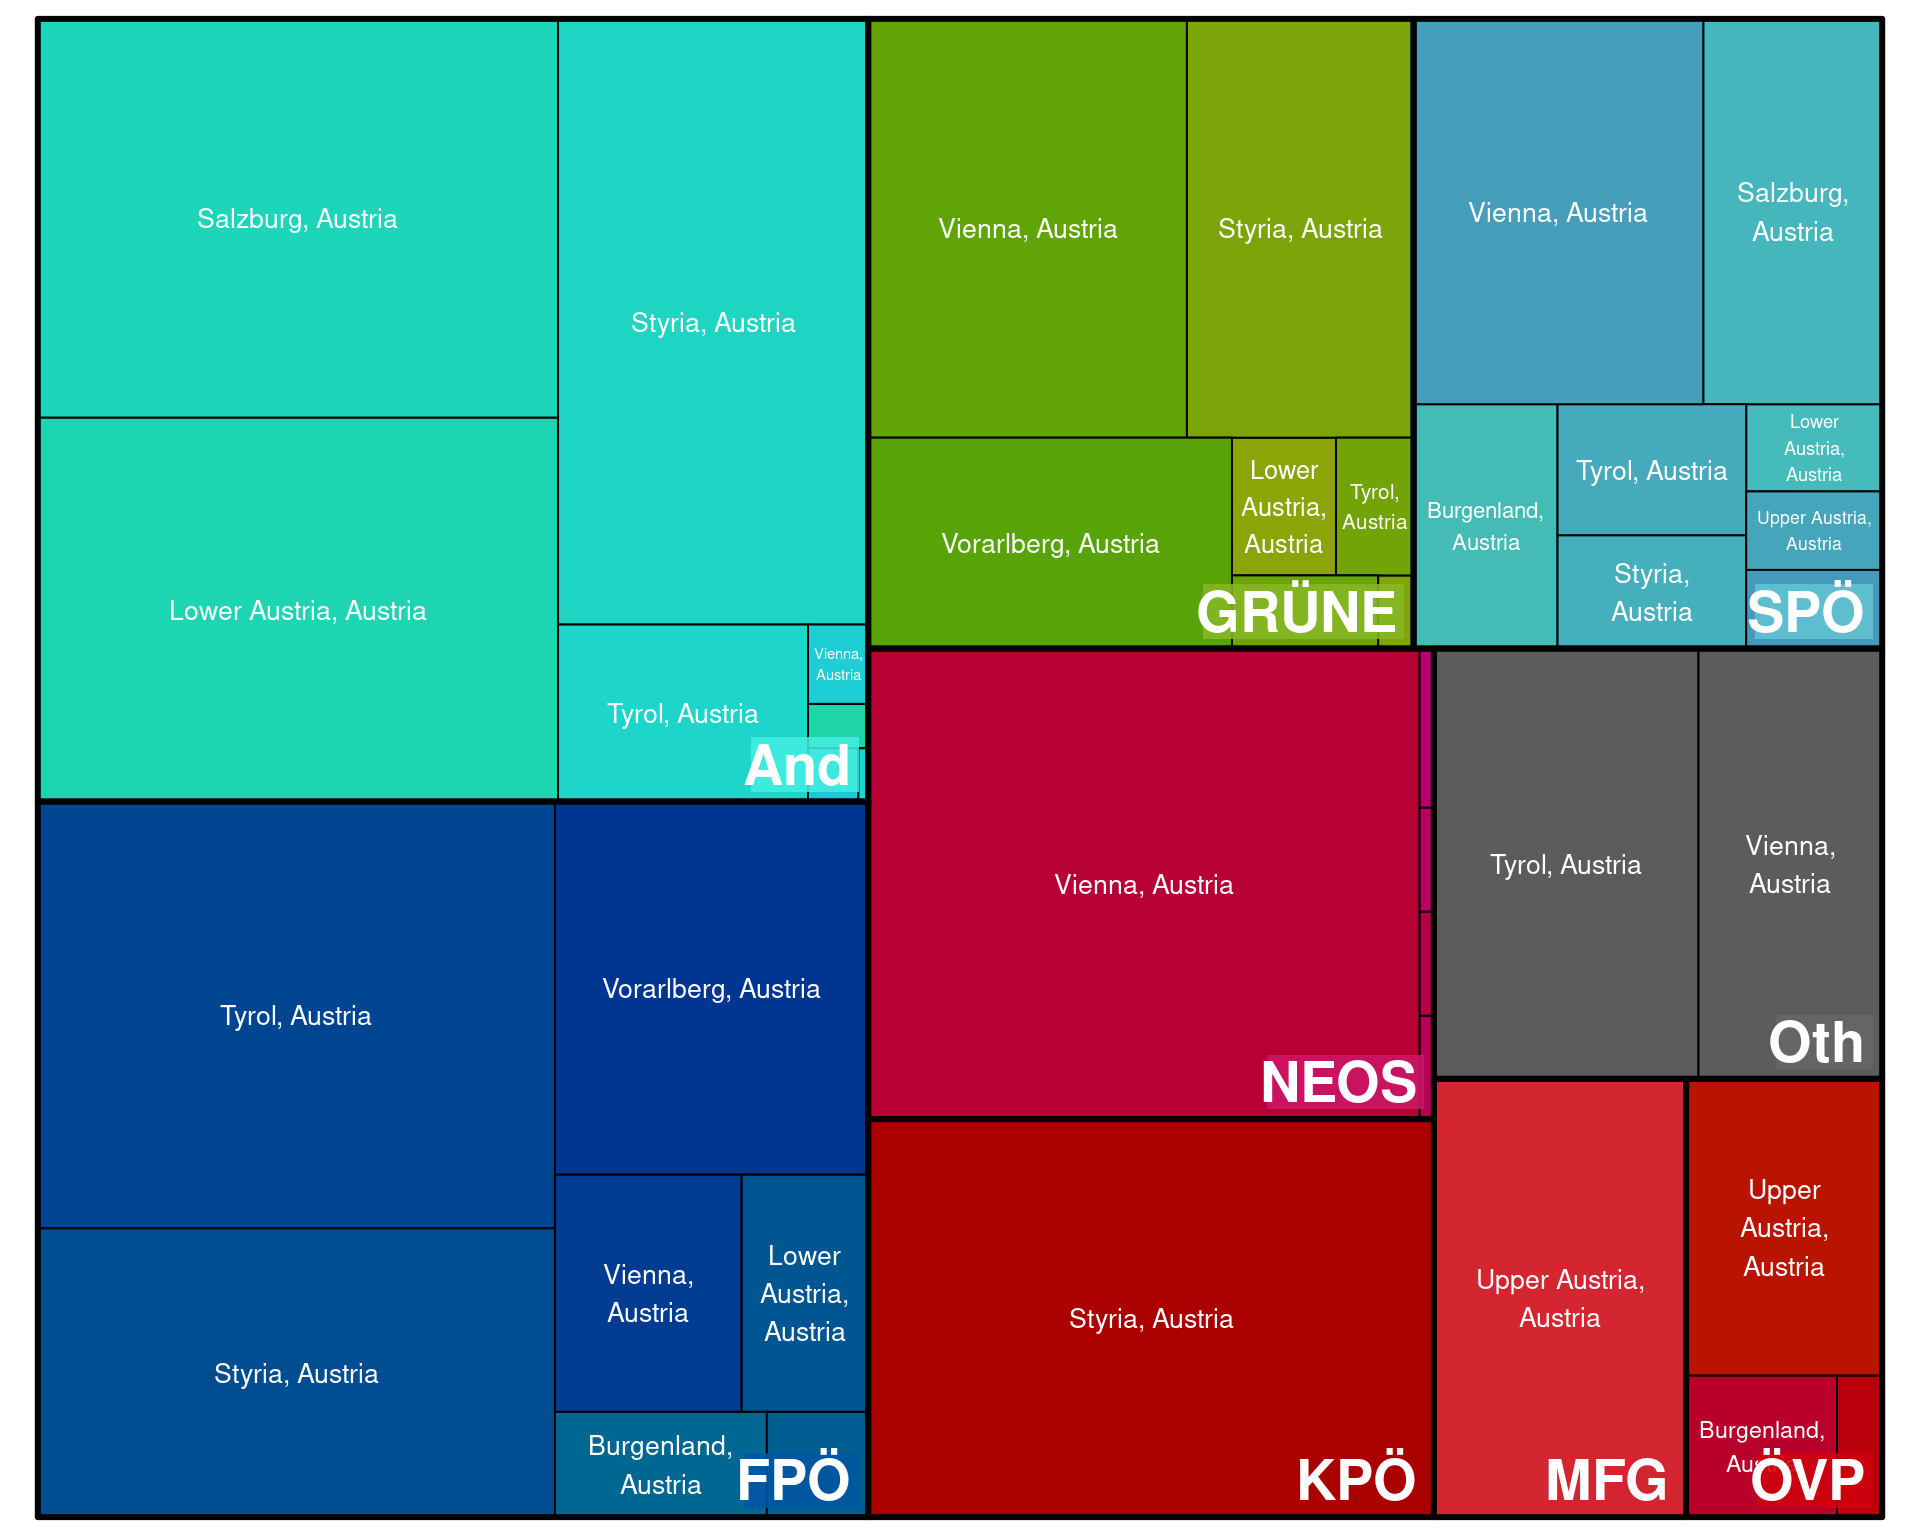 Salzburg, Austria
Styria, Austria
Lower Austria, Austria
Tyrol, Austria
Vienna,
Austria
And
Vienna, Austria
Styria, Austria
Vorarlberg, Austria
Lower
Austria,
Austria
Tyrol,
Austria
GRÜNE
Vienna, Austria
Salzburg,
Austria
Burgenland,
Austria
Tyrol, Austria
Styria,
Austria
Lower
Austria,
Austria
Upper Austria,
Austria
SPÖ
Tyrol, Austria
Vorarlberg, Austria
Styria, Austria
Vienna,
Austria
Lower
Austria,
Austria
Burgenland,
Austria
FPÖ
Vienna, Austria
NEOS
Tyrol, Austria
Vienna,
Austria
Oth
Styria, Austria
KPÖ
Upper Austria,
Austria
MFG
Upper
Austria,
Austria
Burgenland,
ÖVP